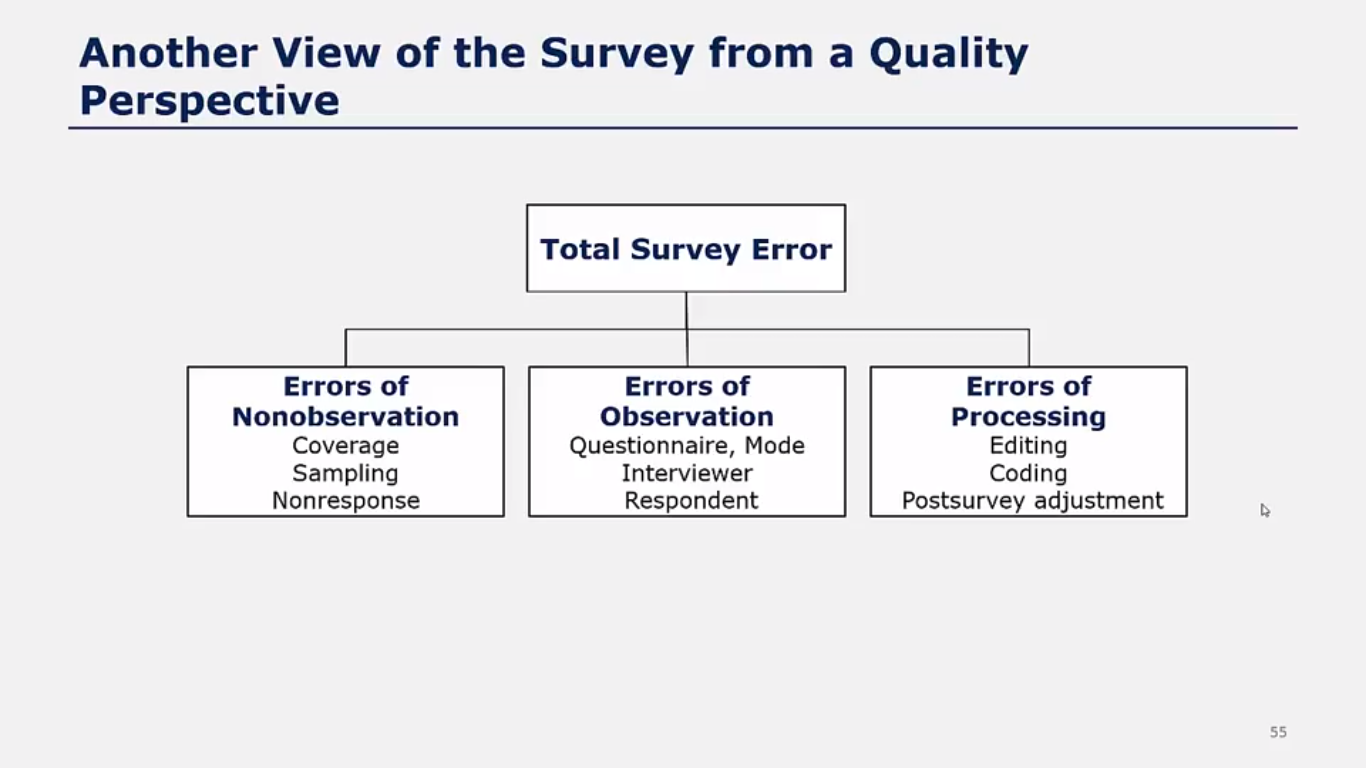 Another View of the Survey from a Quality
Perspective
Total Survey Error
Errors of
Nonobservation
Coverage
Sampling
Nonresponse
Errors of
Observation
Questionnaire, Mode
Interviewer
Respondent
Errors of
Processing
Editing
Coding
Postsurvey adjustment
55